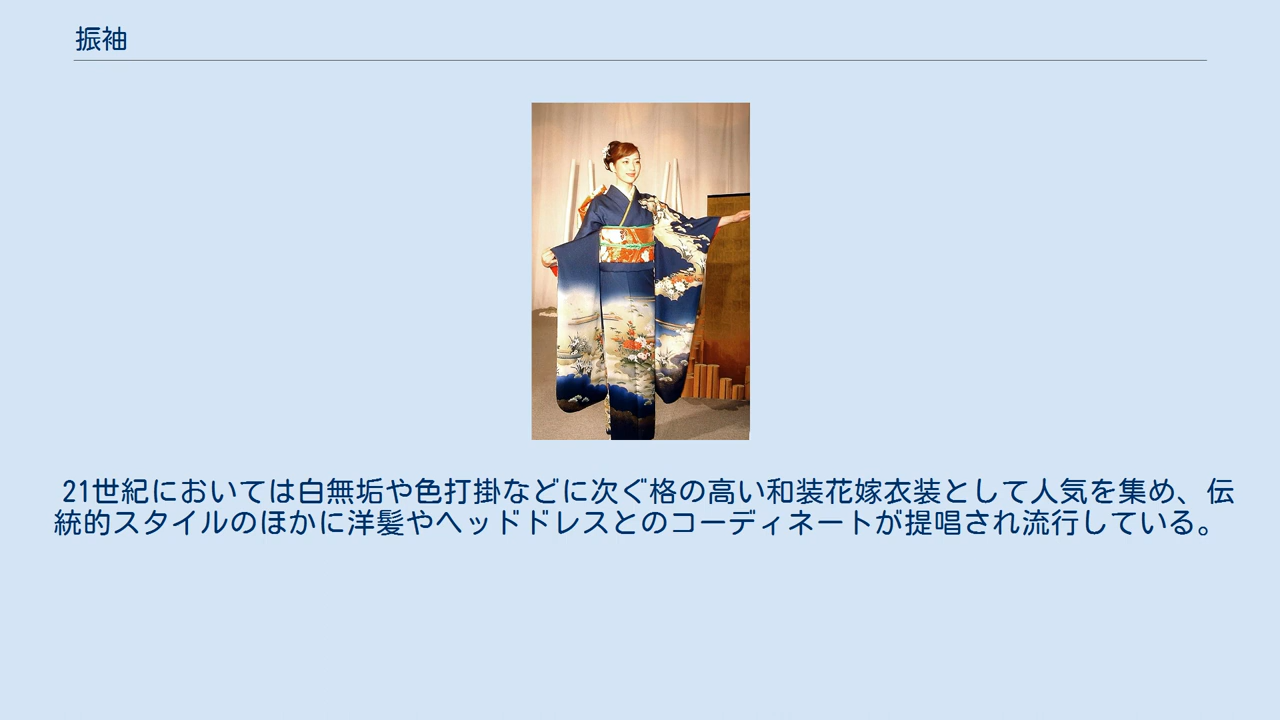 振袖
21世紀においては白無垢や色打掛などに次ぐ格の高い和装花嫁衣装として人気を集め、伝
統的スタイルのほかに洋髪やヘッドドレスとのコーディネートが提唱され流行している。